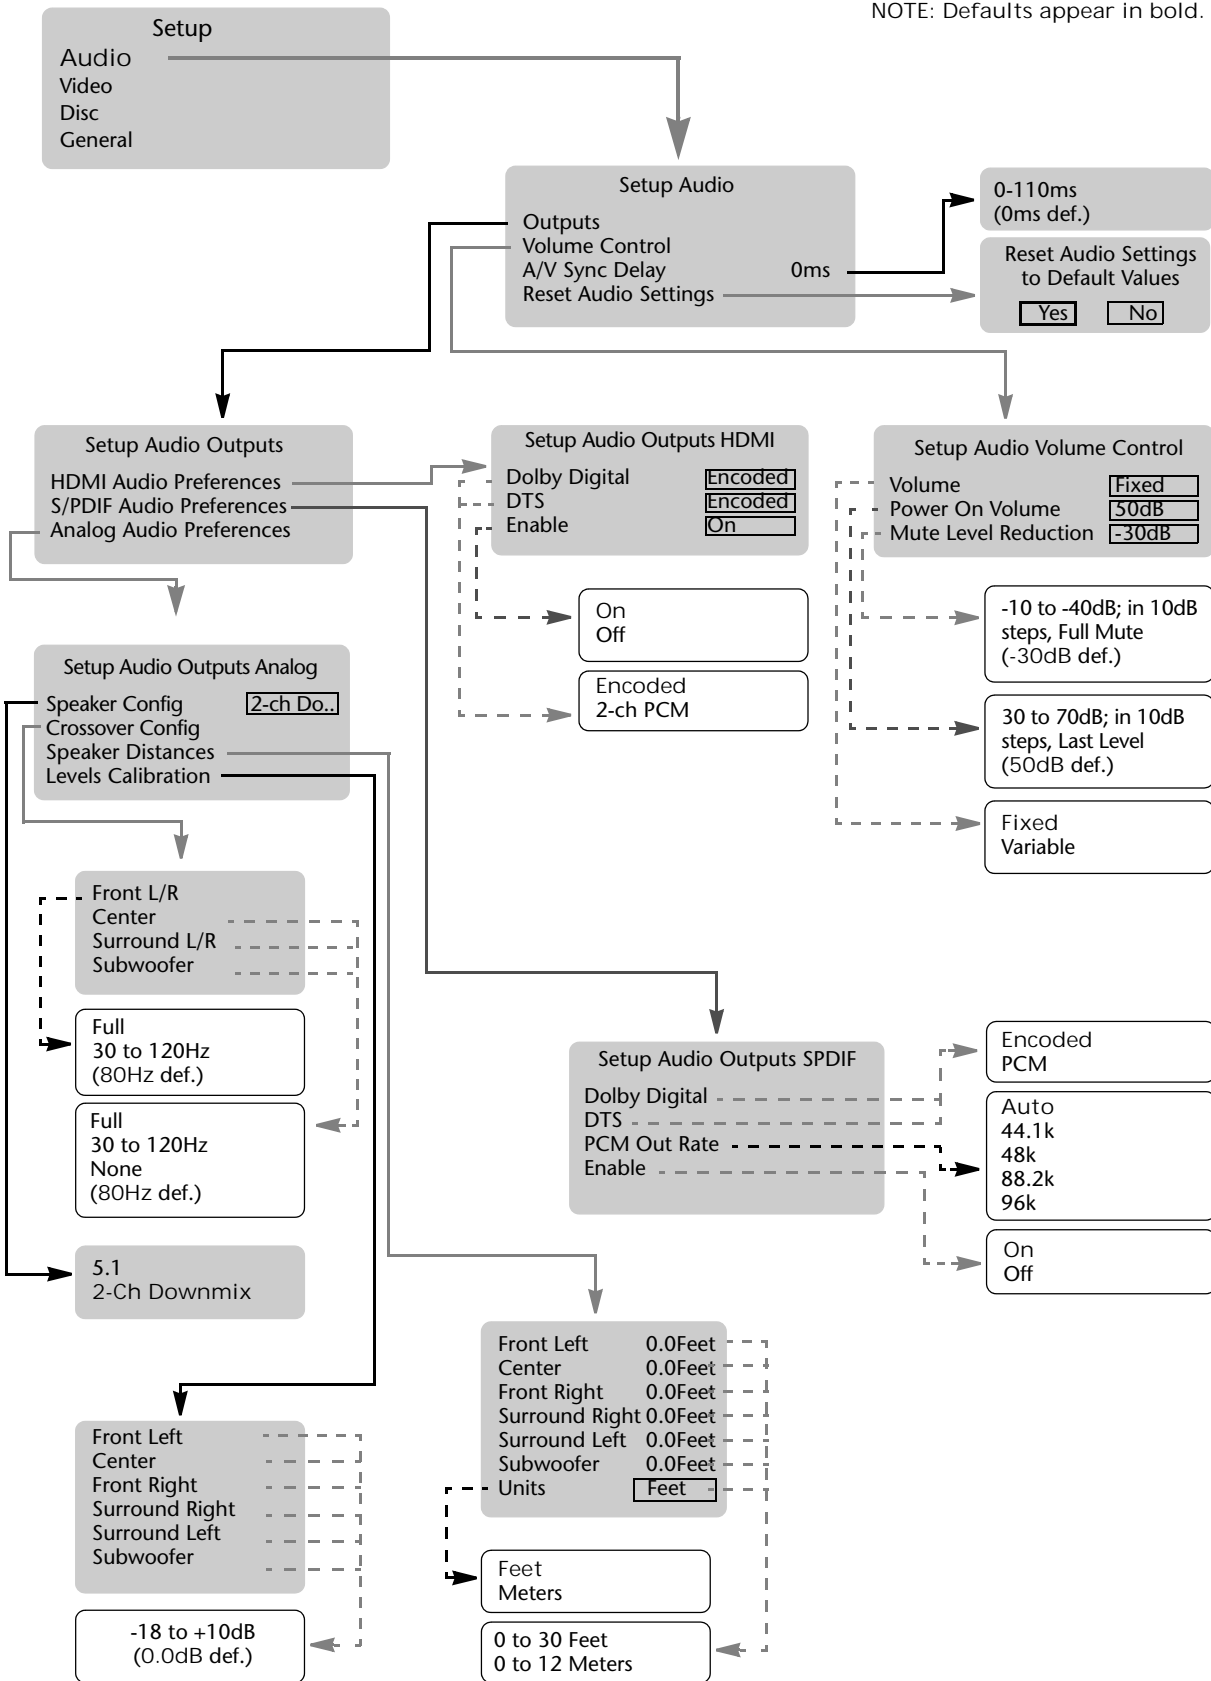 NOTE: Defaults appear in bold.
Setup
Audio
Video
Disc
General
Setup Audio
Outputs
Volume Control
A/V Sync Delay 0ms
Reset Audio Settings
0-110ms
(0ms def.)
Reset Audio Settings
to Default Values
Yes No
Setup Audio Outputs
HDMI Audio Preferences
S/PDIF Audio Preferences
Analog Audio Preferences
Setup Audio Outputs HDMI
Dolby Digital Encoded
DTS Encoded
Enable On
Setup Audio Volume Control
Volume Fixed
Power On Volume 50dB
Mute Level Reduction -30dB
On
Off
Encoded
2-ch PCM
-10 to -40dB; in 10dB
steps, Full Mute
(-30dB def.)
30 to 70dB; in 10dB
steps, Last Level
(50dB def.)
Fixed
Variable
Setup Audio Outputs Analog
Speaker Config 2-ch Do..
Crossover Config
Speaker Distances
Levels Calibration
Front L/R
Center
Surround L/R
Subwoofer
Full
30 to 120Hz
(80Hz def.)
Full
30 to 120Hz
None
(80Hz def.)
5.1
2-Ch Downmix
Setup Audio Outputs SPDIF
Dolby Digital
DTS
PCM Out Rate
Enable
Encoded
PCM
Auto
44.1k
48k
88.2k
96k
On
Off
Front Left 0.0Feet
Center 0.0Feet
Front Right 0.0Feet
Surround Right 0.0Feet
Surround Left 0.0Feet
Subwoofer 0.0Feet
Units Feet
Feet
Meters
0 to 30 Feet
0 to 12 Meters
Front Left
Center
Front Right
Surround Right
Surround Left
Subwoofer
-18 to +10dB
(0.0dB def.)